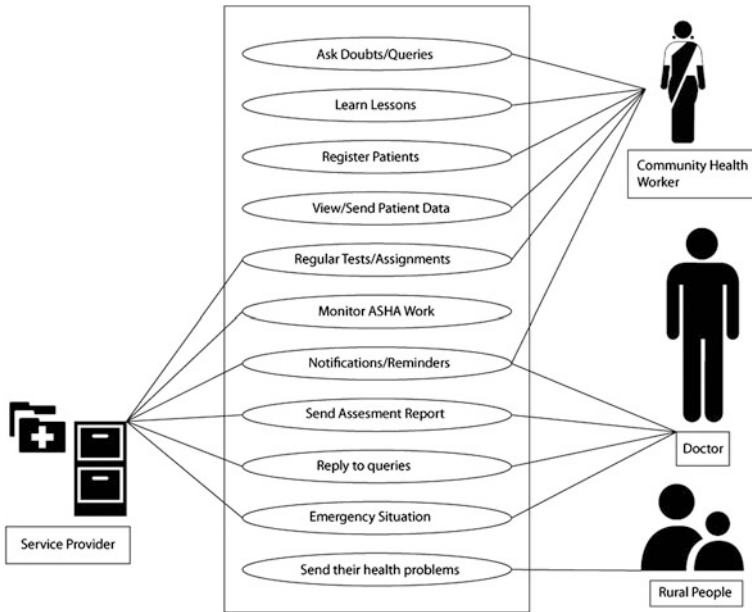 Ask Doubts/Queries
Learn Lessons
Register Patients
View/Send Patient Data
Regular Tests/Assignments
Monitor ASHA Work
Notifications/Reminders
Send Assesment Report
Reply to queries
Emergency Situation
Send their health problems
Community Health
Worker
Doctor
Service Provider
Rural People